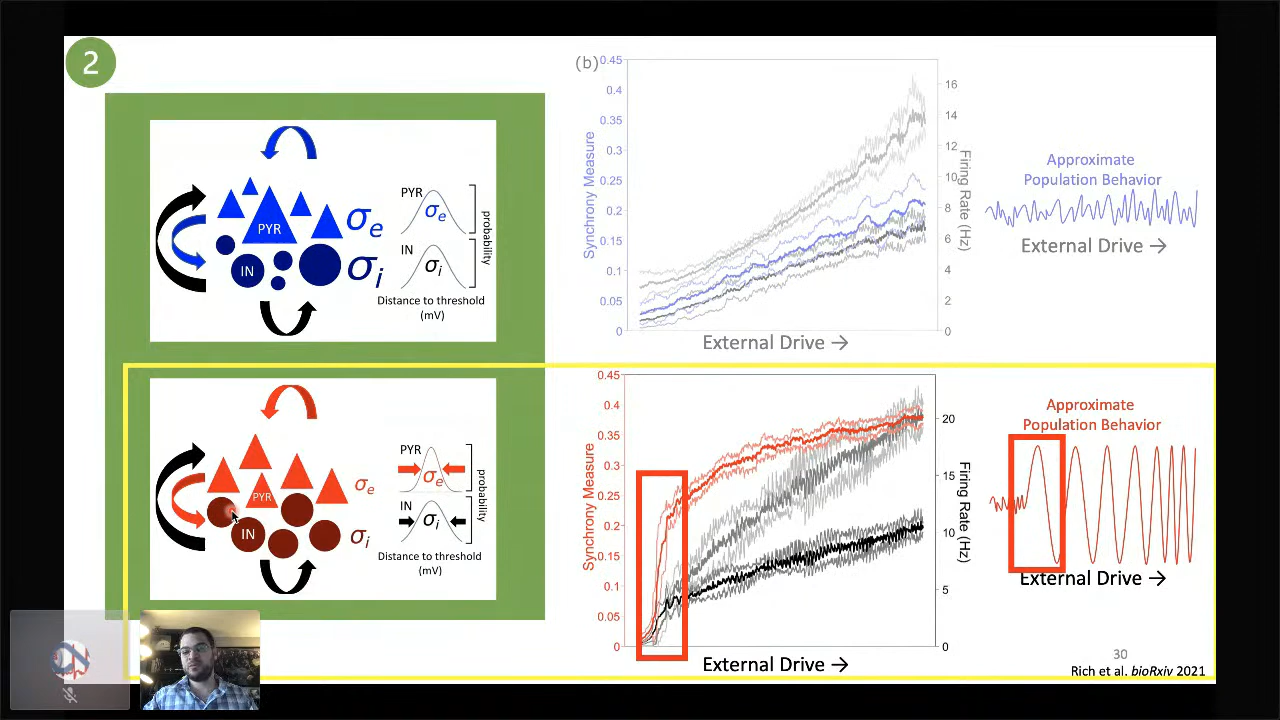 2
PYR
IN
σe
σi
PYR
σe
IN
σi
probability
Distance to threshold
(mV)
(b)
0.45
0.4
0.35
0.3
0.25
0.2
0.15
0.1
0.05
0
Synchrony Measure
16
14
12
10
8
6
4
2
0
Firing Rate (Hz)
External Drive →
Approximate
Population Behavior
External Drive →
PYR
IN
σe
σi
PYR
σe
IN
σi
probability
Distance to threshold
(mV)
0.45
0.4
0.35
0.3
0.25
0.2
0.15
0.1
0.05
0
Synchrony Measure
20
15
10
5
0
Firing Rate (Hz)
External Drive →
Approximate
Population Behavior
External Drive →
30
Rich et al. bioRxiv 2021